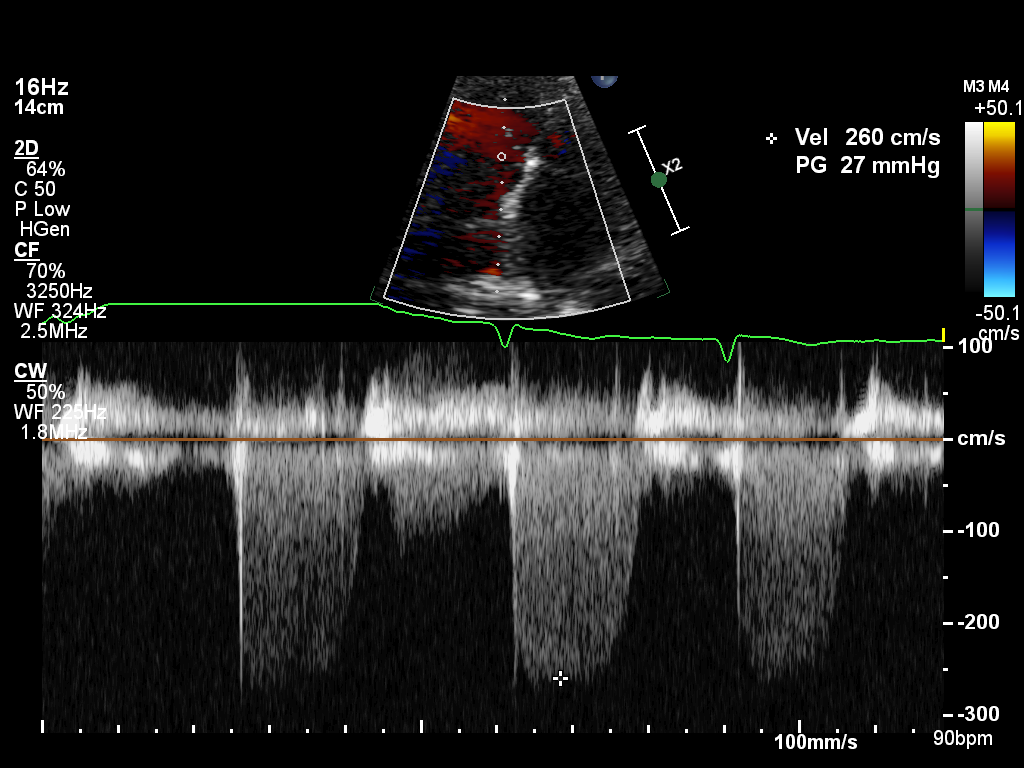 16Hz
14cm
2D
64%
C 50
P Low
HGen
CF
70%
3250Hz
WF 324Hz
2.5MHz
CW
50%
WF 225Hz
1.8MHz
X2
Vel 260 cm/s
PG 27 mmHg
M3 M4
+50.1
-50.1
cm/s
100
cm/s
-100
-200
-300
100mm/s
90bpm